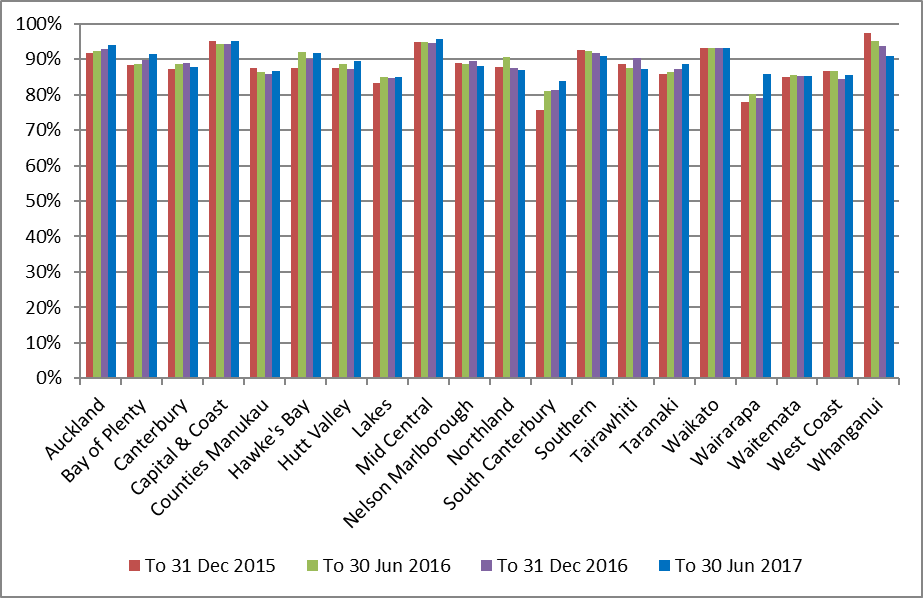 100%
90%
80%
70%
60%
50%
40%
30%
20%
10%
0%
Auckland
Bay of Plenty
Canterbury
Capital & Coast
Counties Manukau
Hawke's Bay
Hutt Valley
Lakes
Mid Central
Nelson Marlborough
Northland
South Canterbury
Southern
Tairawhiti
Taranaki
Waikato
Wairarapa
Waitemata
West Coast
Whanganui
To 31 Dec 2015 To 30 Jun 2016 To 31 Dec 2016 To 30 Jun 2017